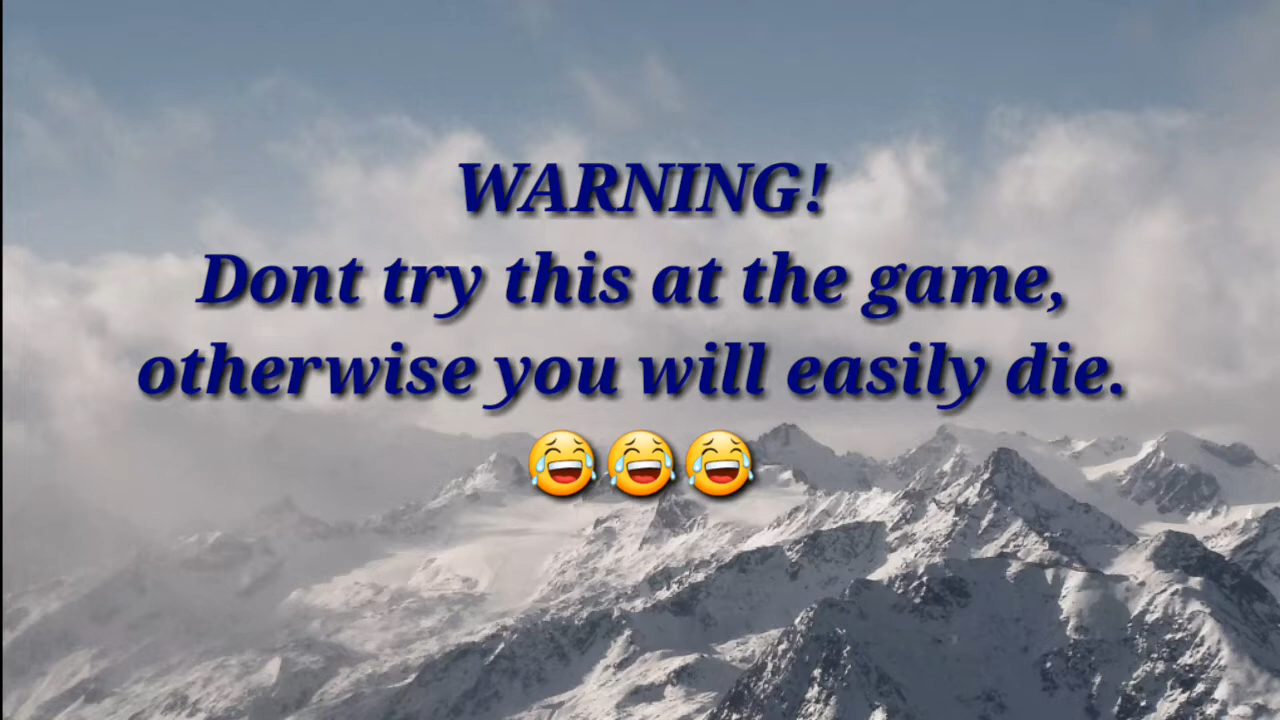 WARNING!
Dont try this at the game,
otherwise you will easily die.
😂😂😂